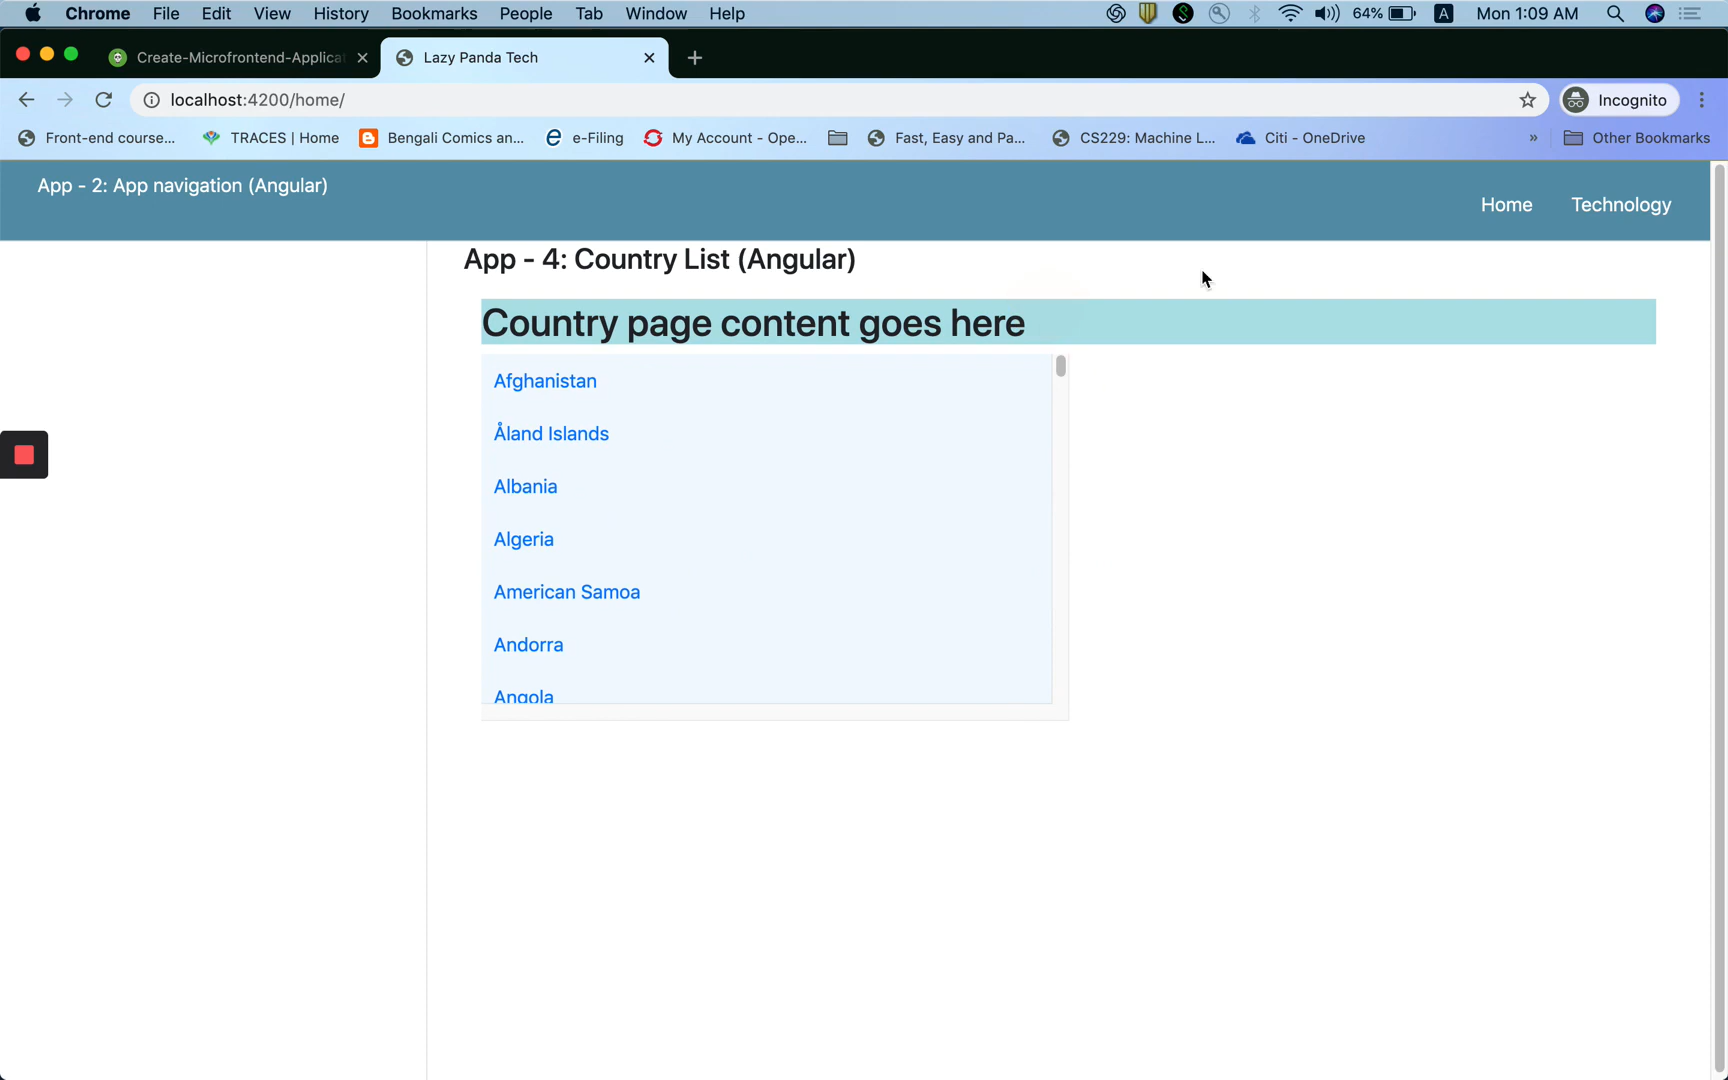 Chrome File Edit View History Bookmarks People Tab Window Help 64% A Mon 1:09 AM
Create-Microfrontend-Applica Lazy Panda Tech
localhost:4200/home/ Incognito
Front-end course... TRACES | Home Bengali Comics an... e-Filing My Account - Ope... Fast, Easy and Pa... CS229: Machine L... Citi - OneDrive » Other Bookmarks
App - 2: App navigation (Angular)
Home Technology
App - 4: Country List (Angular)
Country page content goes here
Afghanistan
Åland Islands
Albania
Algeria
American Samoa
Andorra
Angola